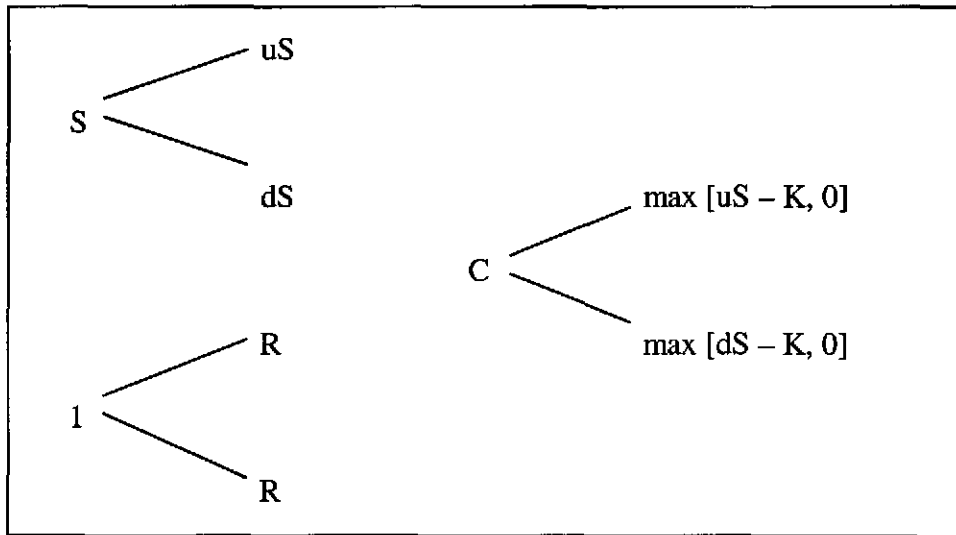 uS
S
dS
max [uS – K, 0]
C
R
max [dS – K, 0]
1
R